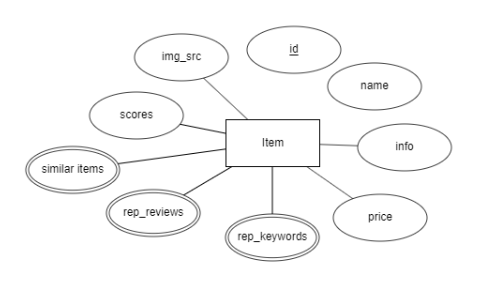 id
img_src
name
scores
Item
info
similar items
rep_reviews
price
rep_keywords